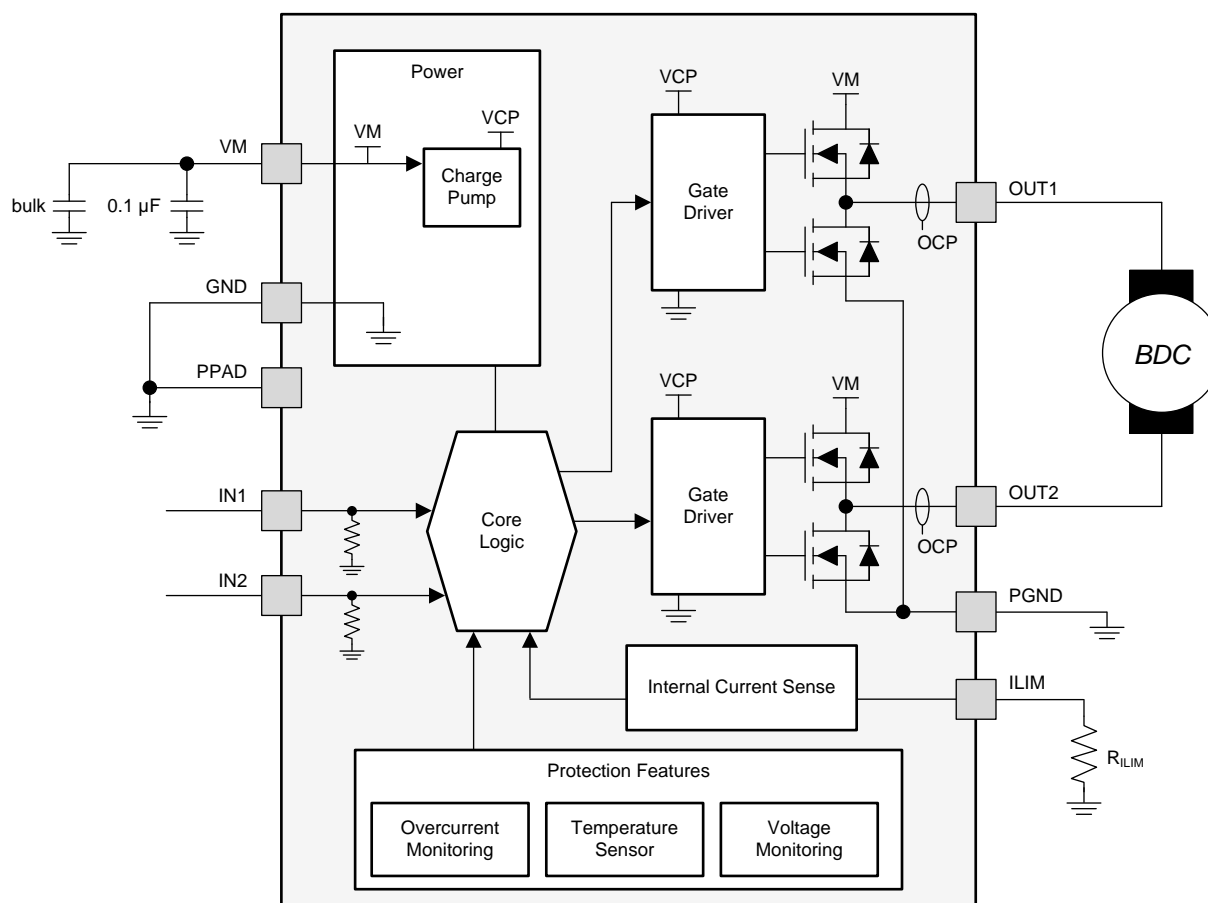 Power
VCP
VM
VM
VCP
VM
Charge
Pump
bulk
0.1 µF
Gate
Driver
OUT1
OCP
GND
PPAD
BDC
VCP
VM
IN1
Core
Logic
Gate
Driver
OUT2
OCP
IN2
PGND
Internal Current Sense
ILIM
RILIM
Protection Features
Overcurrent
Monitoring
Temperature
Sensor
Voltage
Monitoring